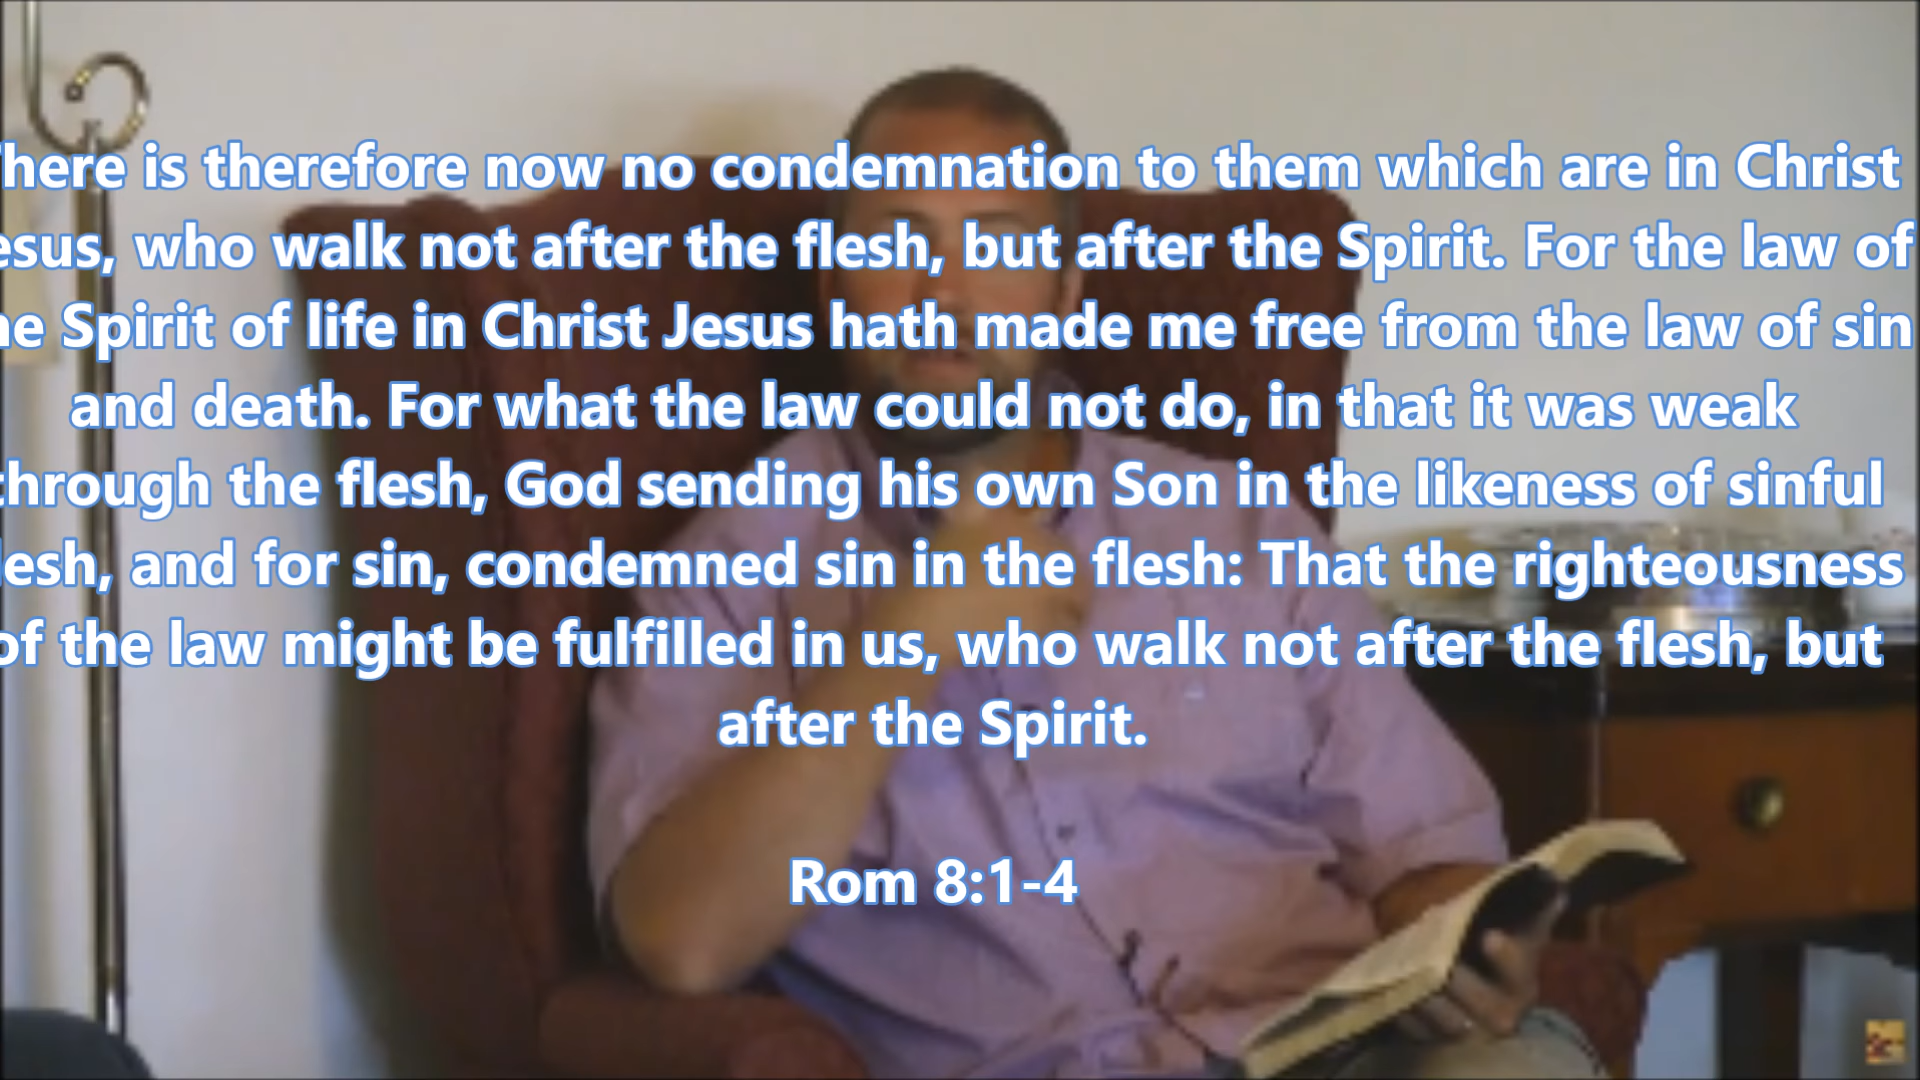 here is therefore now no condemnation to them which are in Christ
esus, who walk not after the flesh, but after the Spirit. For the law of
he Spirit of life in Christ Jesus hath made me free from the law of sin
and death. For what the law could not do, in that it was weak
through the flesh, God sending his own Son in the likeness of sinful
lesh, and for sin, condemned sin in the flesh: That the righteousness
of the law might be fulfilled in us, who walk not after the flesh, but
after the Spirit.
Rom 8:1-4